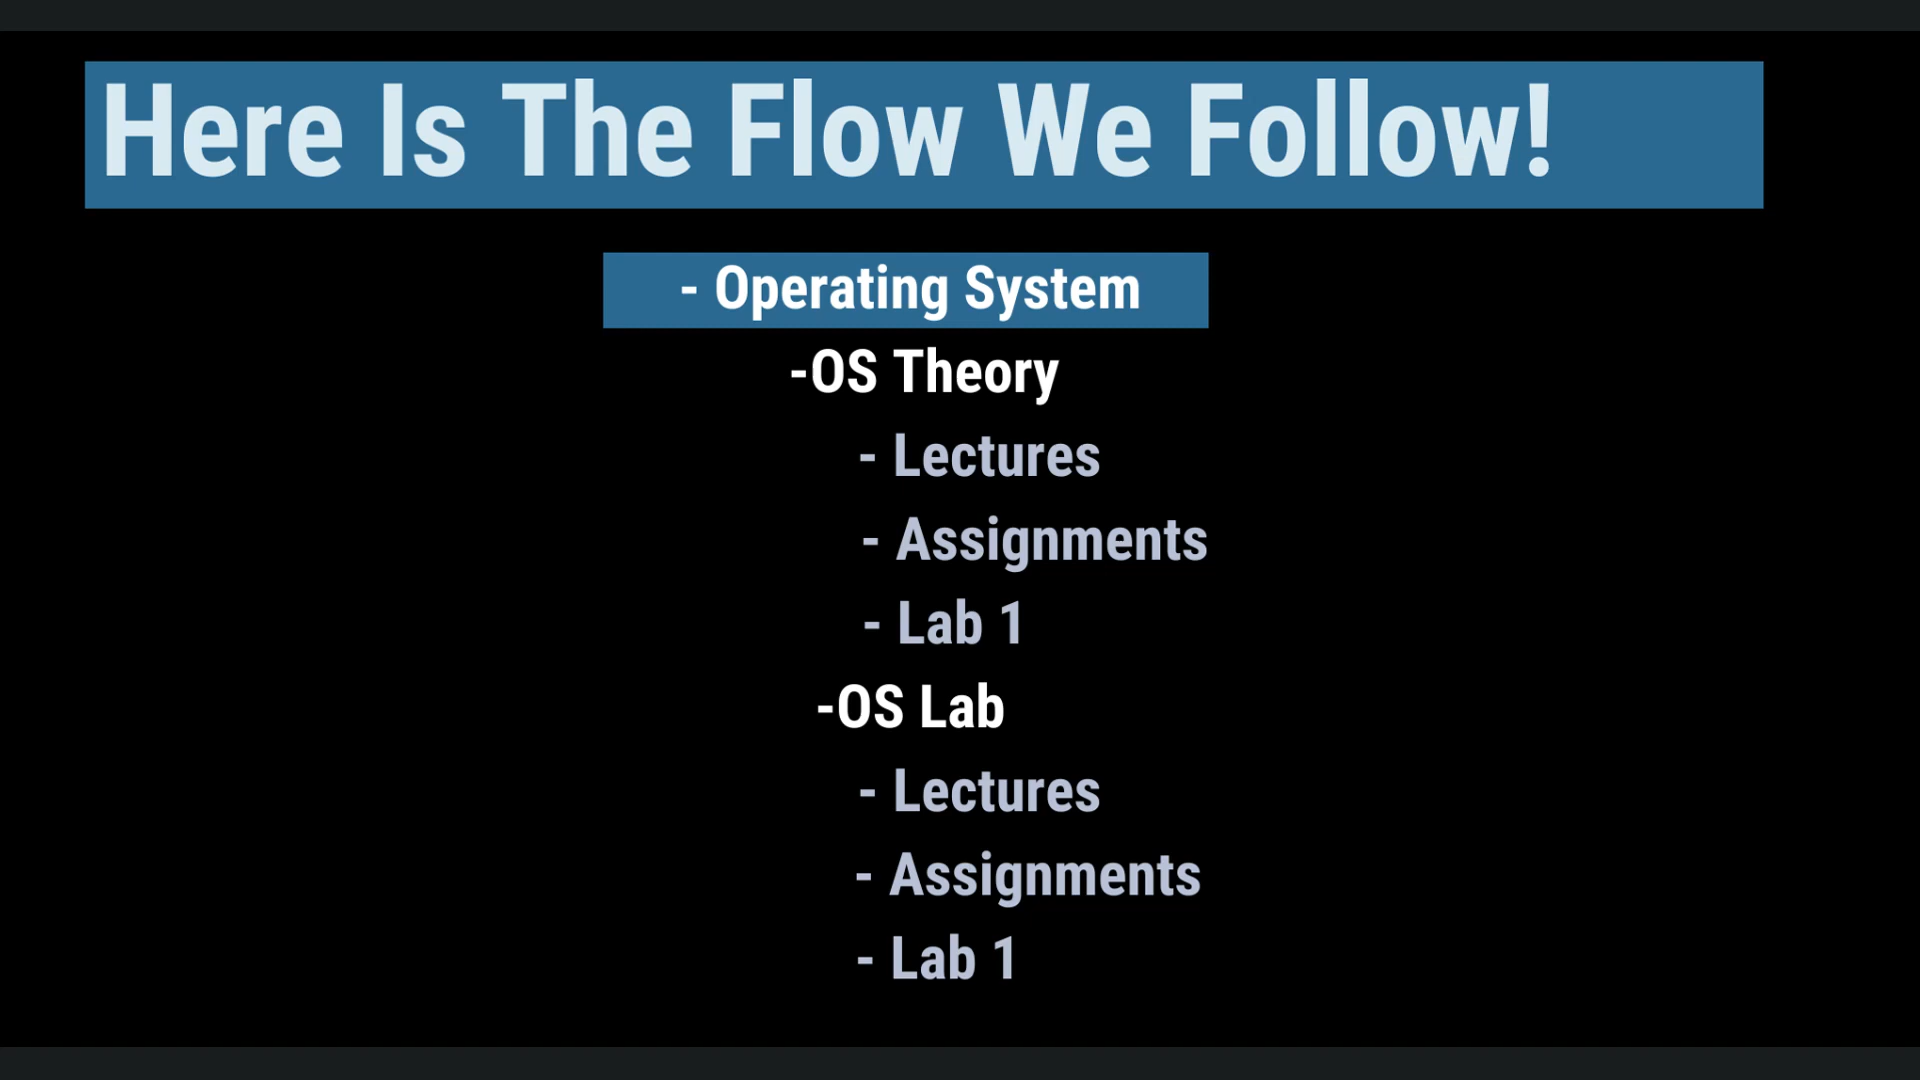 Here Is The Flow We Follow!
- Operating System
-OS Theory
- Lectures
- Assignments
- Lab 1
-OS Lab
- Lectures
- Assignments
- Lab 1